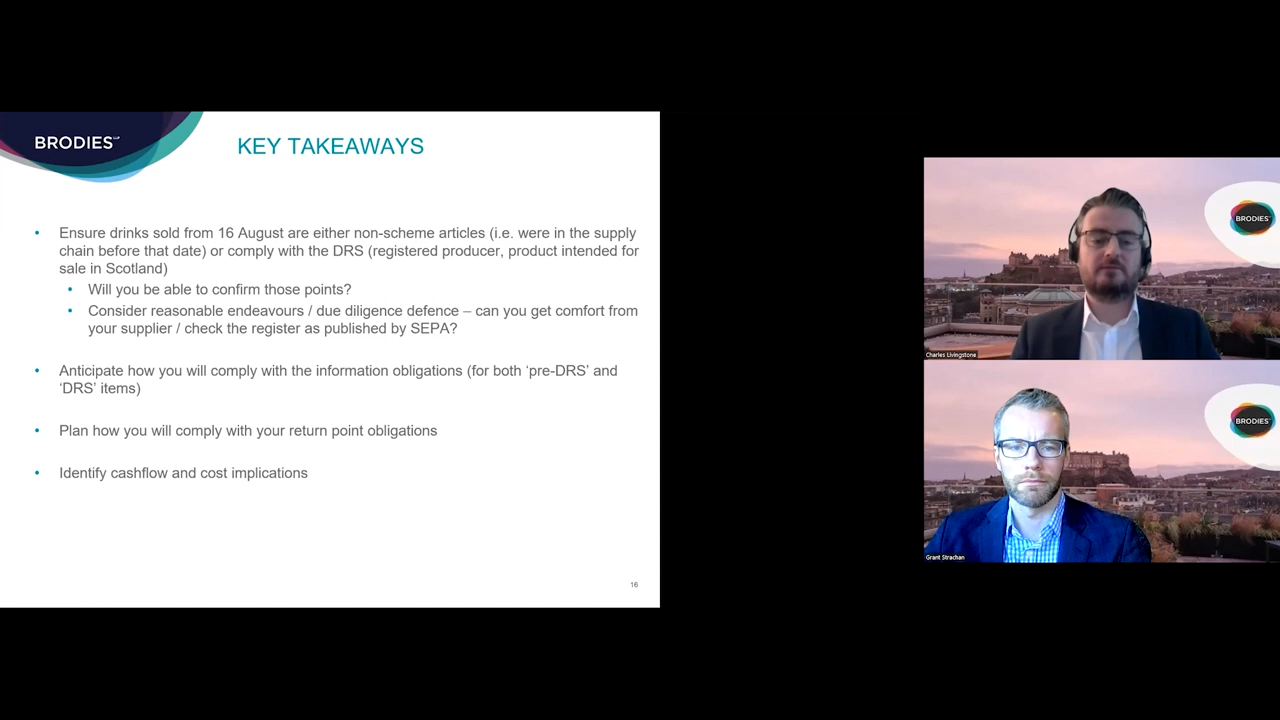 BRODIES LLP
KEY TAKEAWAYS
• Ensure drinks sold from 16 August are either non-scheme articles (i.e. were in the supply
chain before that date) or comply with the DRS (registered producer, product intended for
sale in Scotland)
• Will you be able to confirm those points?
• Consider reasonable endeavours / due diligence defence – can you get comfort from
your supplier / check the register as published by SEPA?
• Anticipate how you will comply with the information obligations (for both ‘pre-DRS’ and
‘DRS’ items)
• Plan how you will comply with your return point obligations
• Identify cashflow and cost implications
16
BRODIES
Charles Livingstone
BRODIES
Grant Strachan